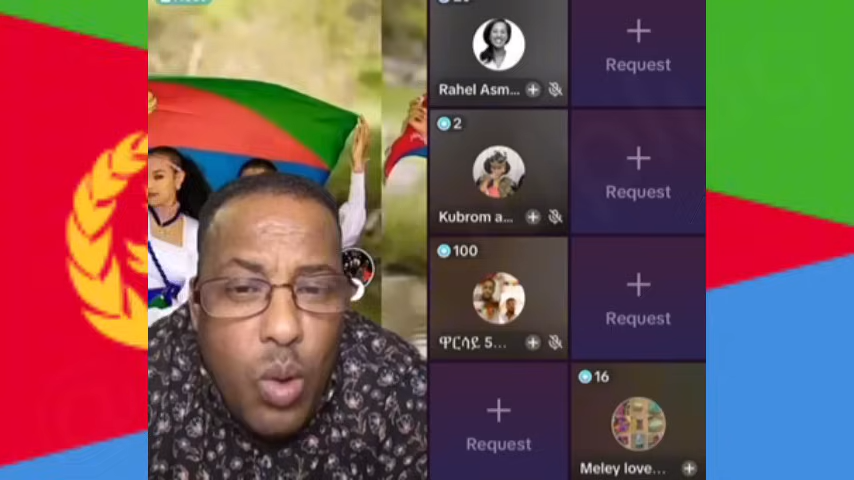 Rahel Asm...
Request
2
Kubrom a...
Request
100
ዋርሳይ 5...
Request
Request
16
Meley love...